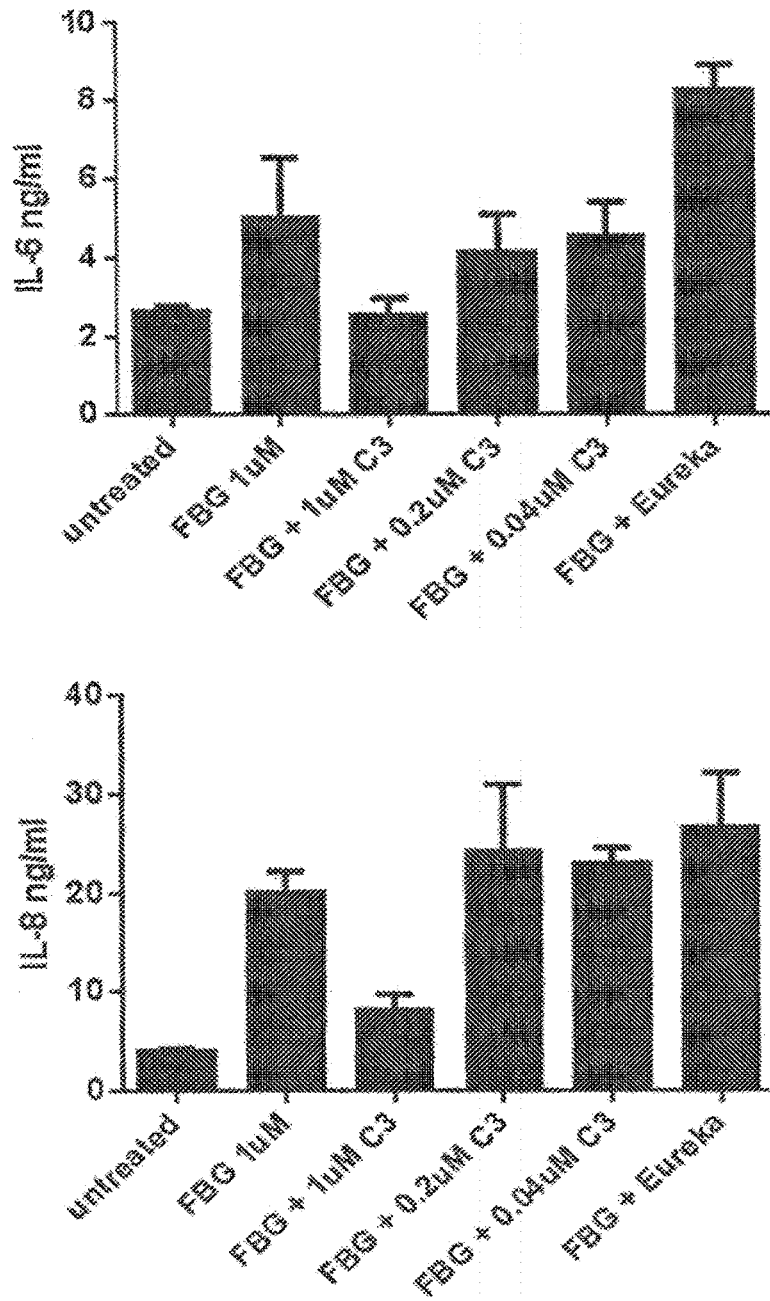 10
8
6
4
2
0
IL-6 ng/ml
untreated
FBG 1uM
FBG + 1uM C3
FBG + 0.2uM C3
FBG + 0.04uM C3
FBG + Eureka
40
30
20
10
0
IL-8 ng/ml
untreated
FBG 1uM
FBG + 1uM C3
FBG + 0.2uM C3
FBG + 0.04uM C3
FBG + Eureka